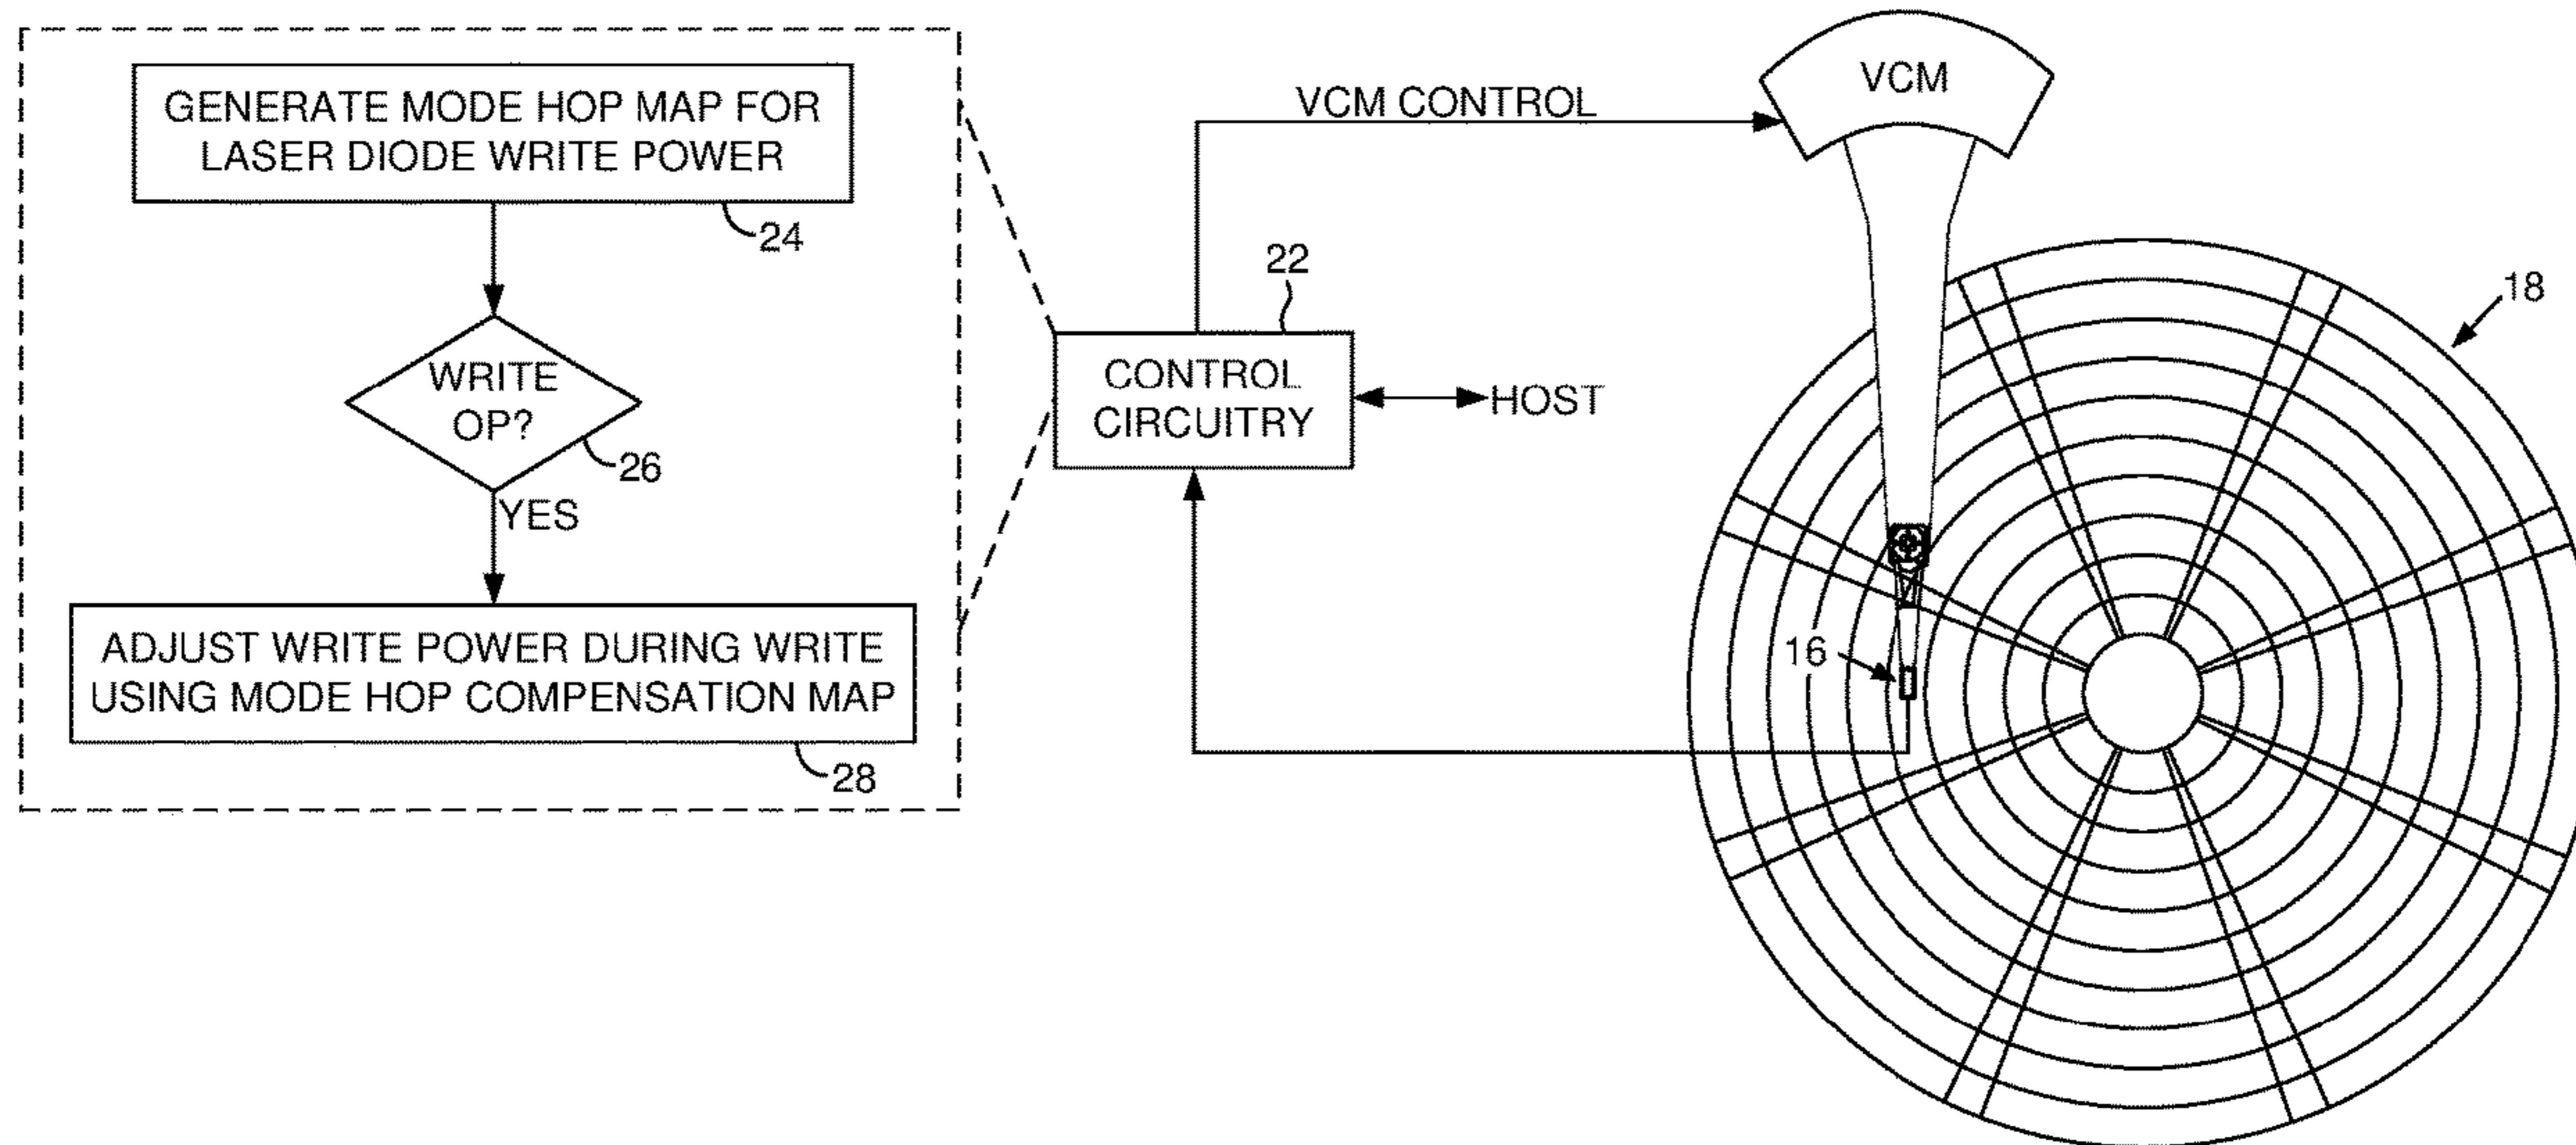 GENERATE MODE HOP MAP FOR
LASER DIODE WRITE POWER
24
WRITE
OP?
26
YES
ADJUST WRITE POWER DURING WRITE
USING MODE HOP COMPENSATION MAP
28
VCM CONTROL
VCM
22
CONTROL
CIRCUITRY
HOST
18
16